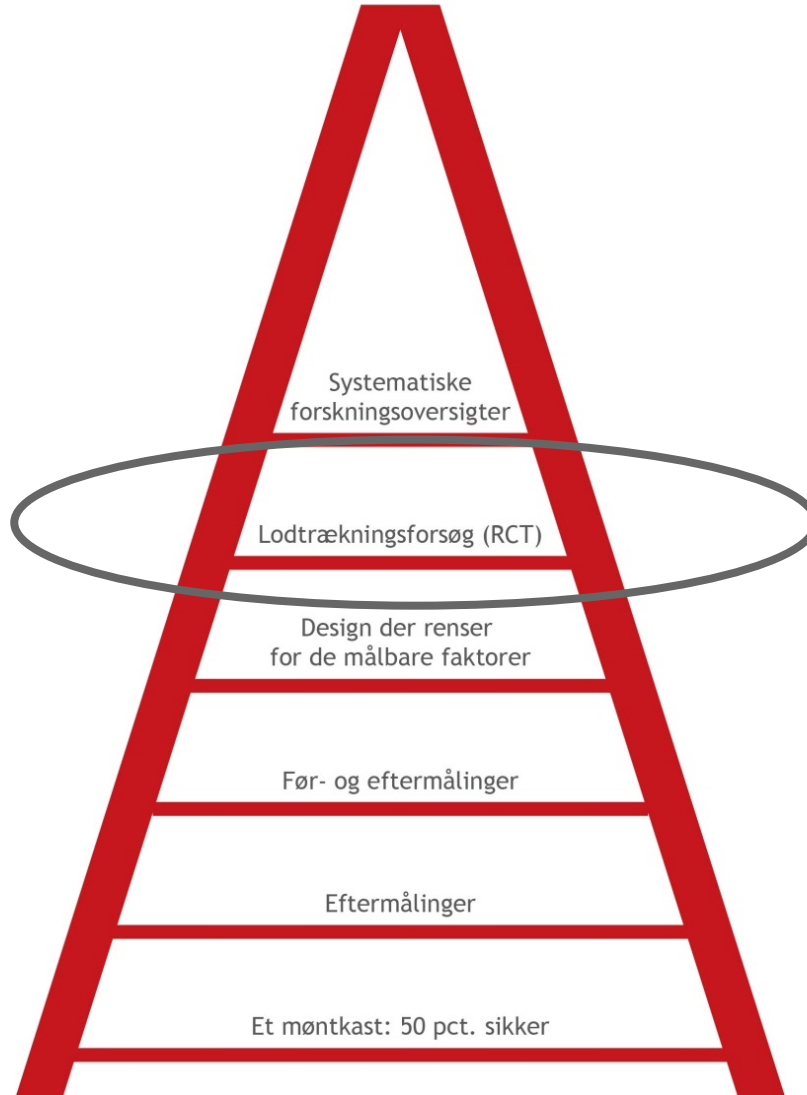 Systematiske
forskningsoversigter
Lodtrækningsforsøg (RCT)
Design der renser
for de målbare faktorer
Før- og eftermålinger
Eftermålinger
Et møntkast: 50 pct. sikker